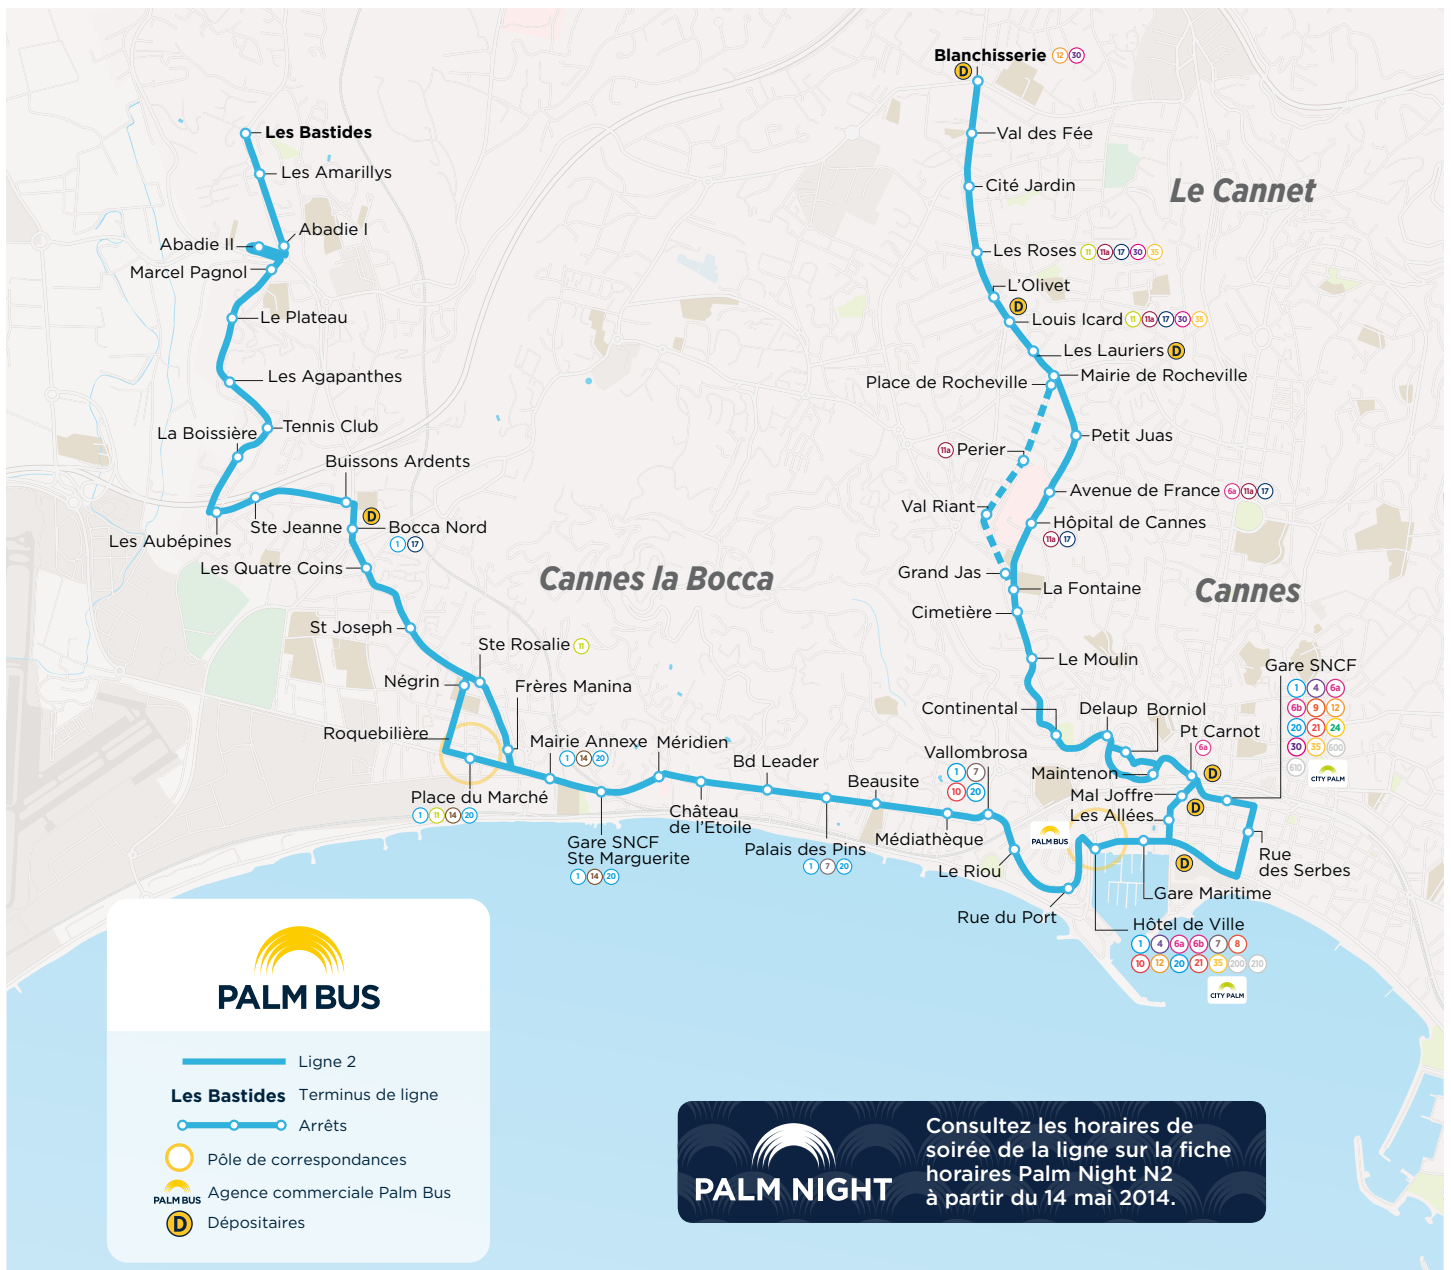 Blanchisserie 12 30
D
Val des Fée
Cité Jardin
Le Cannet
Les Roses 11 11a 17 30 35
L'Olivet
D
Louis Icard 11 11a 17 30 35
Les Lauriers D
Place de Rocheville
Mairie de Rocheville
Petit Juas
11a Perier
Avenue de France 6a 11a 17
Val Riant
Hôpital de Cannes
11a 17
Grand Jas
La Fontaine
Cannes
Cimetière
Le Moulin
Continental
Delaup
Borniol
Pt Carnot
6a
Maintenon
D
Mal Joffre
D
Les Allées
Gare SNCF
1 4 6a
6b 9 12
20 21 24
30 35 600
610 CITY PALM
Rue
des Serbes
D
Gare Maritime
Hôtel de Ville
1 4 6a 6b 7 8
10 12 20 21 35 200 210
CITY PALM
PALM BUS
Rue du Port
Le Riou
Vallombrosa
1 7
10 20
Médiathèque
Beausite
Palais des Pins
1 7 20
Bd Leader
Château
de l'Etoile
Méridien
Gare SNCF
Ste Marguerite
1 14 20
Mairie Annexe
1 14 20
Place du Marché
1 11 14 20
Frères Manina
Roquebilière
Négrin
Ste Rosalie 11
St Joseph
Cannes la Bocca
Les Quatre Coins
D
Bocca Nord
1 17
Buissons Ardents
Ste Jeanne
Les Aubépines
La Boissière
Tennis Club
Les Agapanthes
Le Plateau
Marcel Pagnol
Abadie II
Abadie I
Les Amarillys
Les Bastides
PALM BUS
Ligne 2
Les Bastides Terminus de ligne
Arrêts
Pôle de correspondances
PALM BUS Agence commerciale Palm Bus
D Dépositaires
PALM NIGHT
Consultez les horaires de
soirée de la ligne sur la fiche
horaires Palm Night N2
à partir du 14 mai 2014.